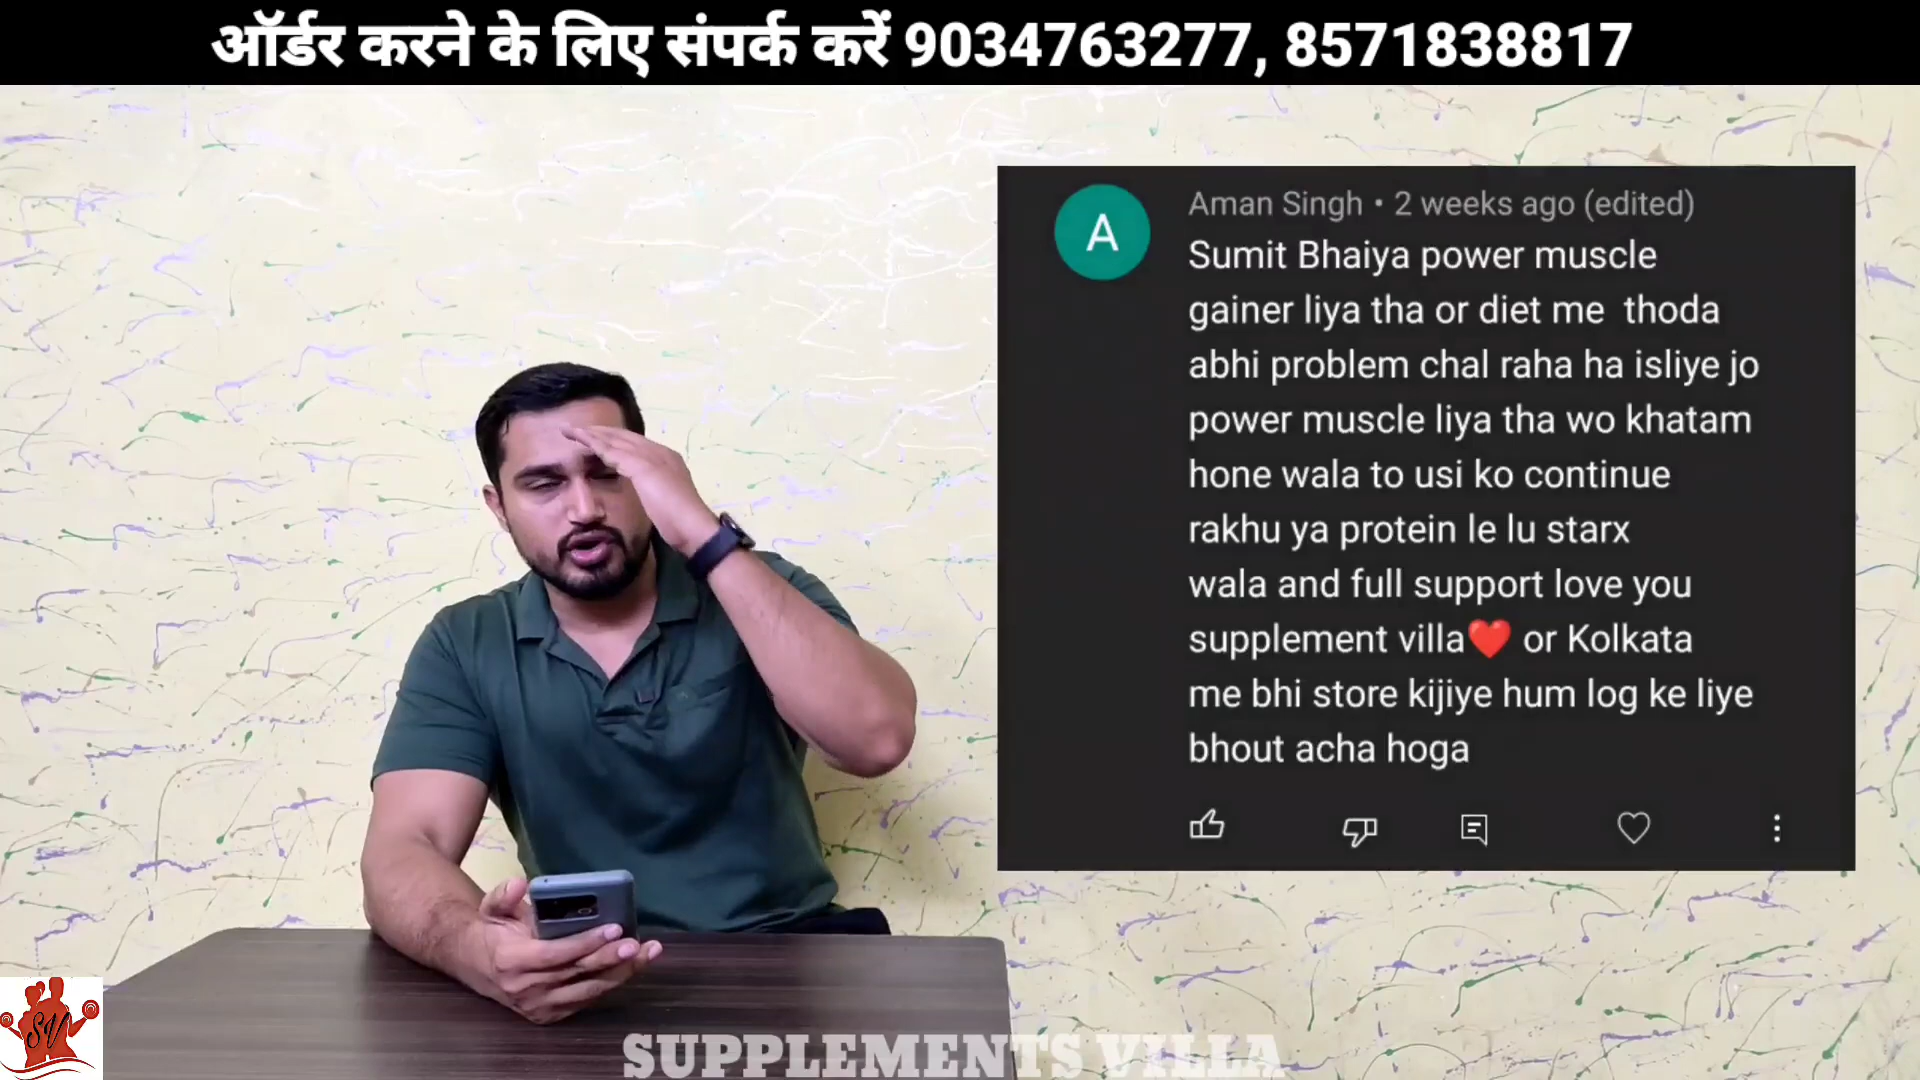 ऑर्डर करने के लिए संपर्क करें 9034763277, 8571838817
A
Aman Singh • 2 weeks ago (edited)
Sumit Bhaiya power muscle
gainer liya tha or diet me thoda
abhi problem chal raha ha isliye jo
power muscle liya tha wo khatam
hone wala to usi ko continue
rakhu ya protein le lu starx
wala and full support love you
supplement villa❤️ or Kolkata
me bhi store kijiye hum log ke liye
bhout acha hoga
SV
SUPPLEMENTS VILLA